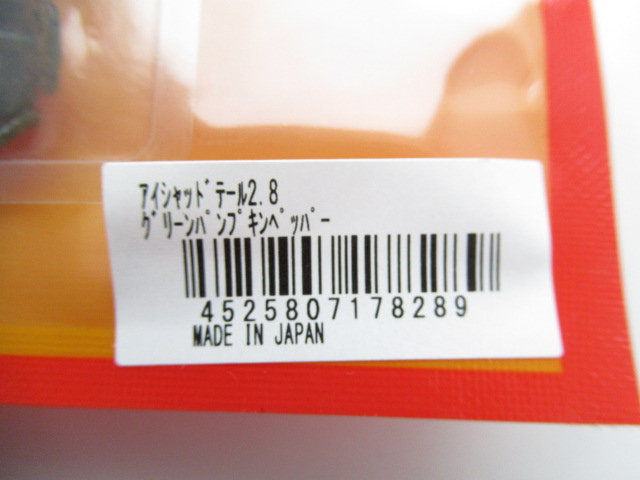 ｱｲｼｬｯﾄﾞﾃｰﾙ2.8
ｸﾞﾘｰﾝﾊﾟﾝﾌﾟｷﾝﾍﾟｯﾊﾟｰ
4525807178289
MADE IN JAPAN